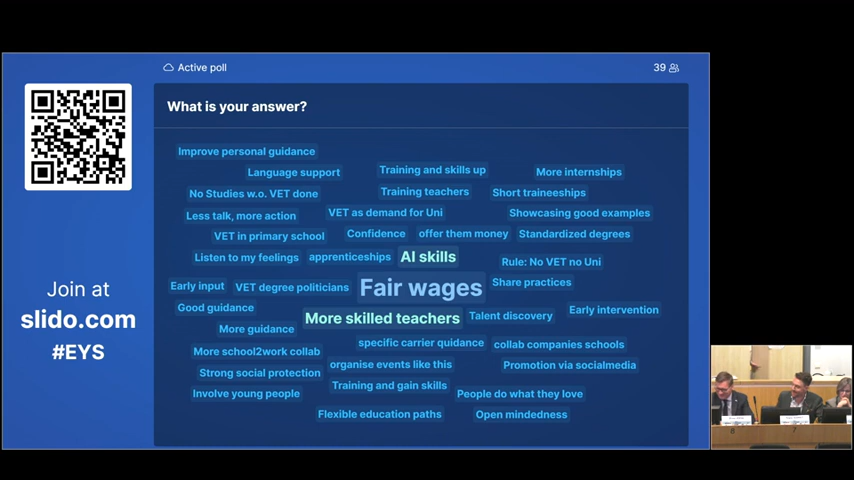 Active poll
39
What is your answer?
Improve personal guidance
Language support
Training and skills up
More internships
No Studies w.o. VET done
Training teachers
Short traineeships
Less talk, more action
VET as demand for Uni
Showcasing good examples
VET in primary school
Confidence
offer them money
Standardized degrees
Listen to my feelings
apprenticeships
AI skills
Rule: No VET no Uni
Early input
VET degree politicians
Fair wages
Share practices
Good guidance
More skilled teachers
Talent discovery
Early intervention
More guidance
specific carrier quidance
collab companies schools
More school2work collab
organise events like this
Promotion via socialmedia
Strong social protection
Training and gain skills
Involve young people
People do what they love
Flexible education paths
Open mindedness
Join at
slido.com
#EYS